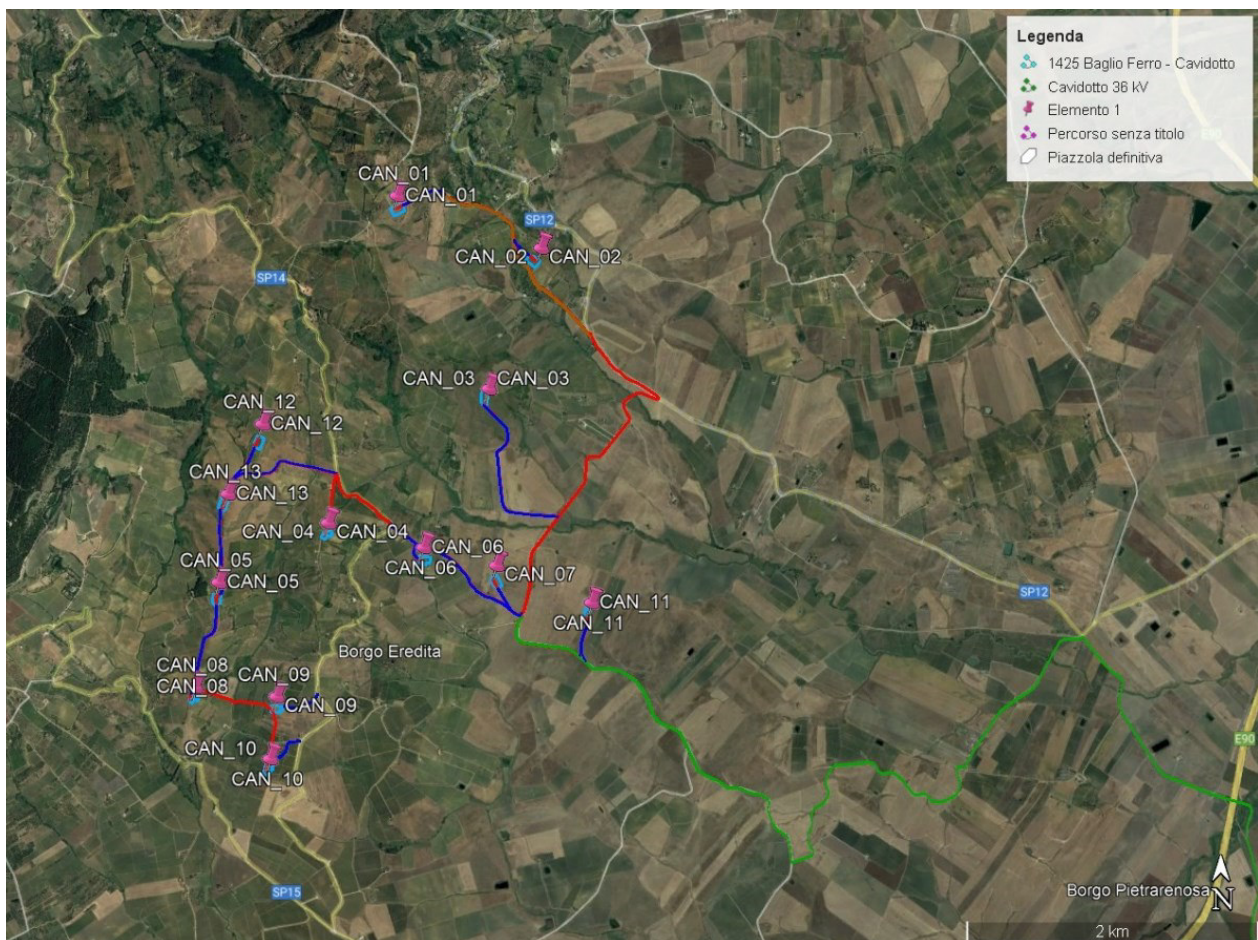 Legenda
1425 Baglio Ferro - Cavidotto
Cavidotto 36 kV
Elemento 1
Percorso senza titolo
Piazzola definitiva
E90
CAN_01
CAN_01
SP12
CAN_02
CAN_02
SP14
CAN_03
CAN_03
CAN_12
CAN_12
CAN_13
CAN_13
CAN_04
CAN_04
CAN_06
CAN_06
CAN_05
CAN_05
CAN_07
CAN_11
CAN_11
SP12
Borgo Eredita
CAN_08
CAN_08
CAN_09
CAN_09
CAN_10
CAN_10
E90
SP15
Borgo Pietrarenosa
N
2 km